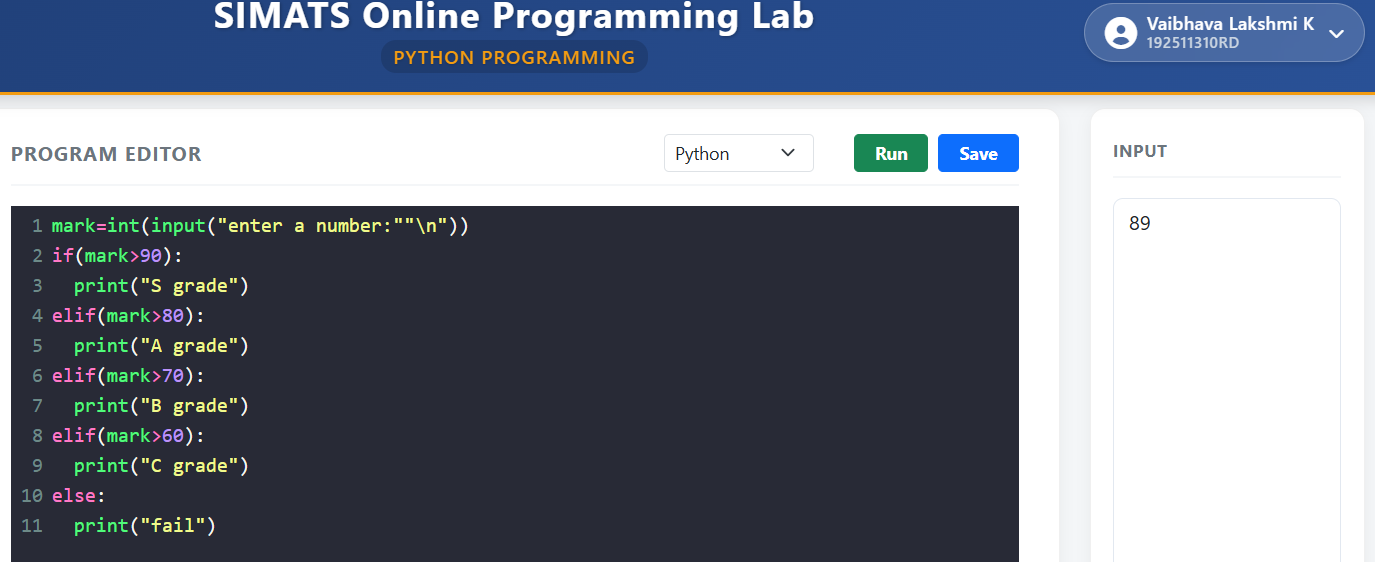 SIMATS Online Programming Lab
PYTHON PROGRAMMING
Vaibhava Lakshmi K
192511310RD
PROGRAM EDITOR
Python
Run
Save
1 mark=int(input("enter a number:""\n"))
2 if(mark>90):
3   print("S grade")
4 elif(mark>80):
5   print("A grade")
6 elif(mark>70):
7   print("B grade")
8 elif(mark>60):
9   print("C grade")
10 else:
11   print("fail")
INPUT
89